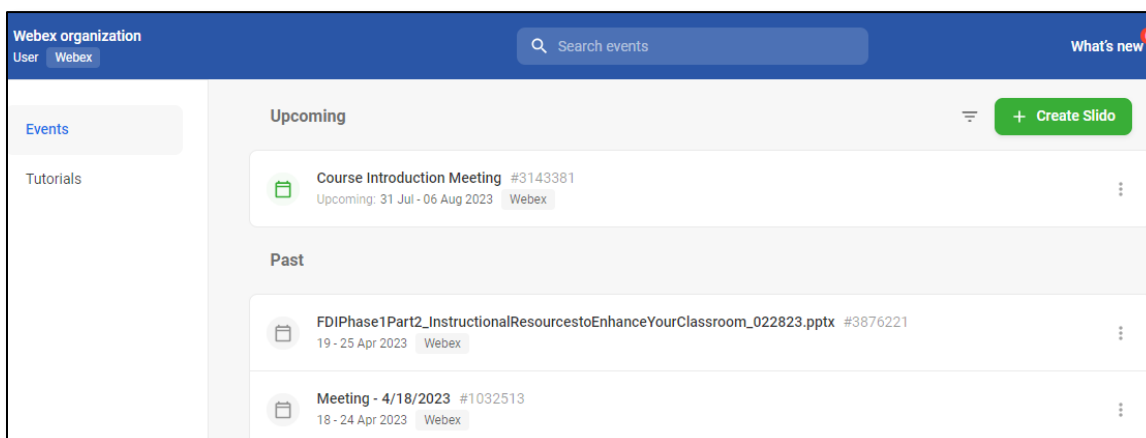 Webex organization
User Webex
Search events
What's new
Events
Tutorials
Upcoming
+ Create Slido
Course Introduction Meeting #3143381
Upcoming: 31 Jul - 06 Aug 2023 Webex
Past
FDIPhase1Part2_InstructionalResourcestoEnhanceYourClassroom_022823.pptx #3876221
19 - 25 Apr 2023 Webex
Meeting - 4/18/2023 #1032513
18 - 24 Apr 2023 Webex